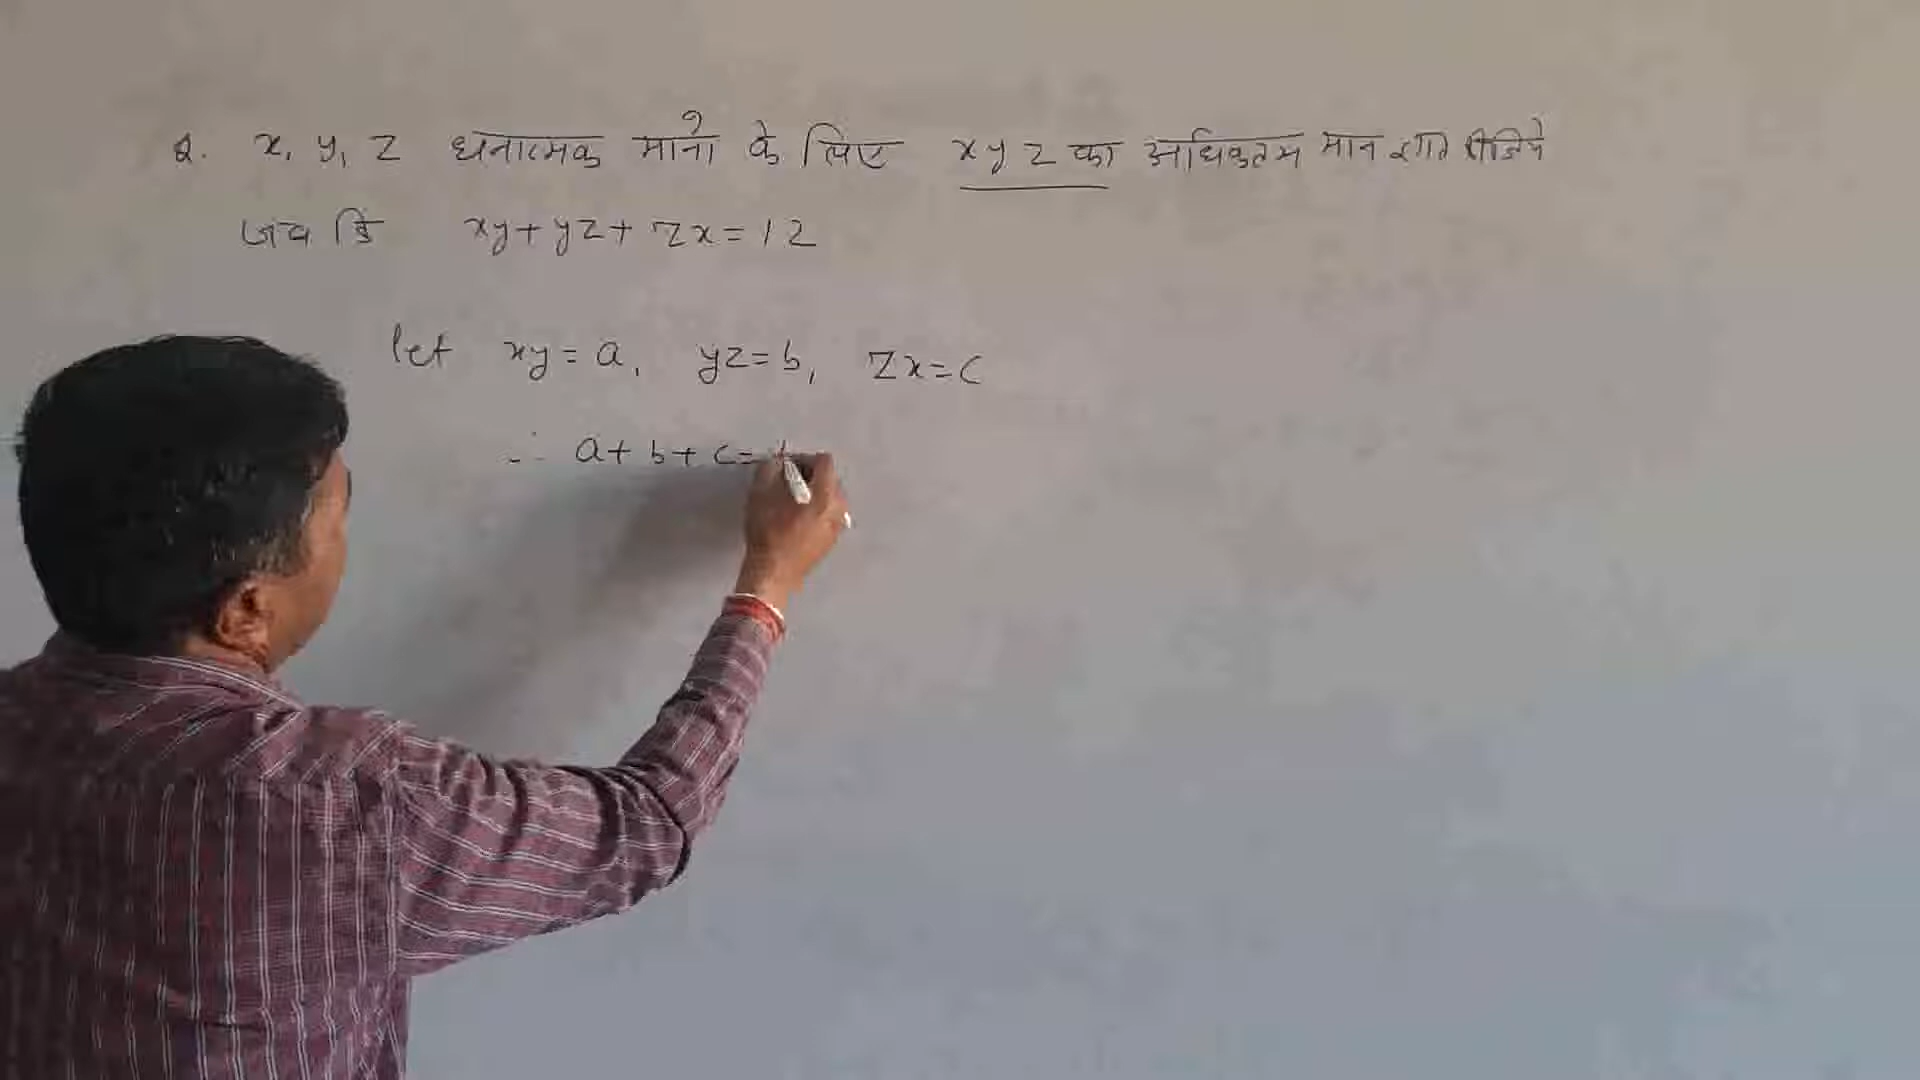 Q. x, y, z धनात्मक मानो के लिए xyz का अधिकतम मान ज्ञात कीजिये
जब कि xy+yz+zx=12
let xy=a, yz=b, zx=c
∴ a+b+c=